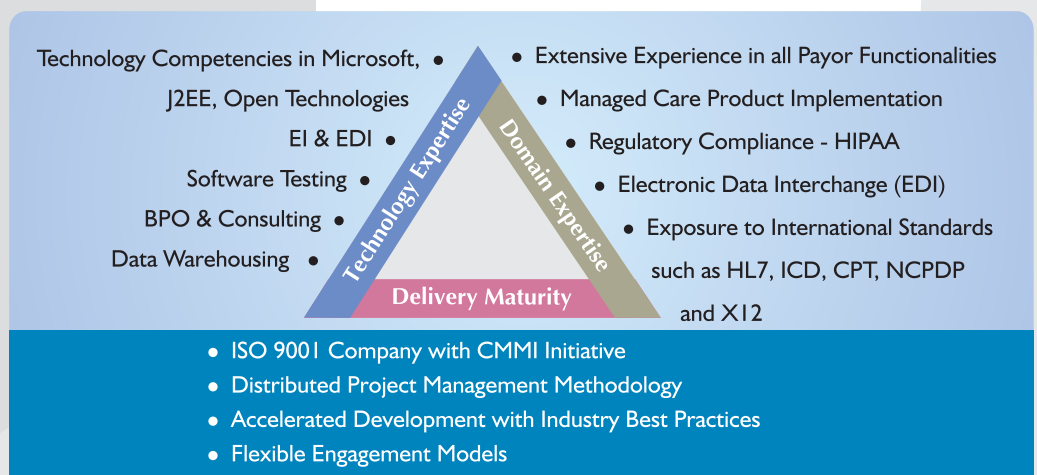 Technology Competencies in Microsoft, •
J2EE, Open Technologies
EI & EDI •
Software Testing •
BPO & Consulting •
Data Warehousing •
Technology Expertise
Domain Expertise
Delivery Maturity
• Extensive Experience in all Payor Functionalities
• Managed Care Product Implementation
• Regulatory Compliance - HIPAA
• Electronic Data Interchange (EDI)
• Exposure to International Standards
such as HL7, ICD, CPT, NCPDP
and X12
• ISO 9001 Company with CMMI Initiative
• Distributed Project Management Methodology
• Accelerated Development with Industry Best Practices
• Flexible Engagement Models